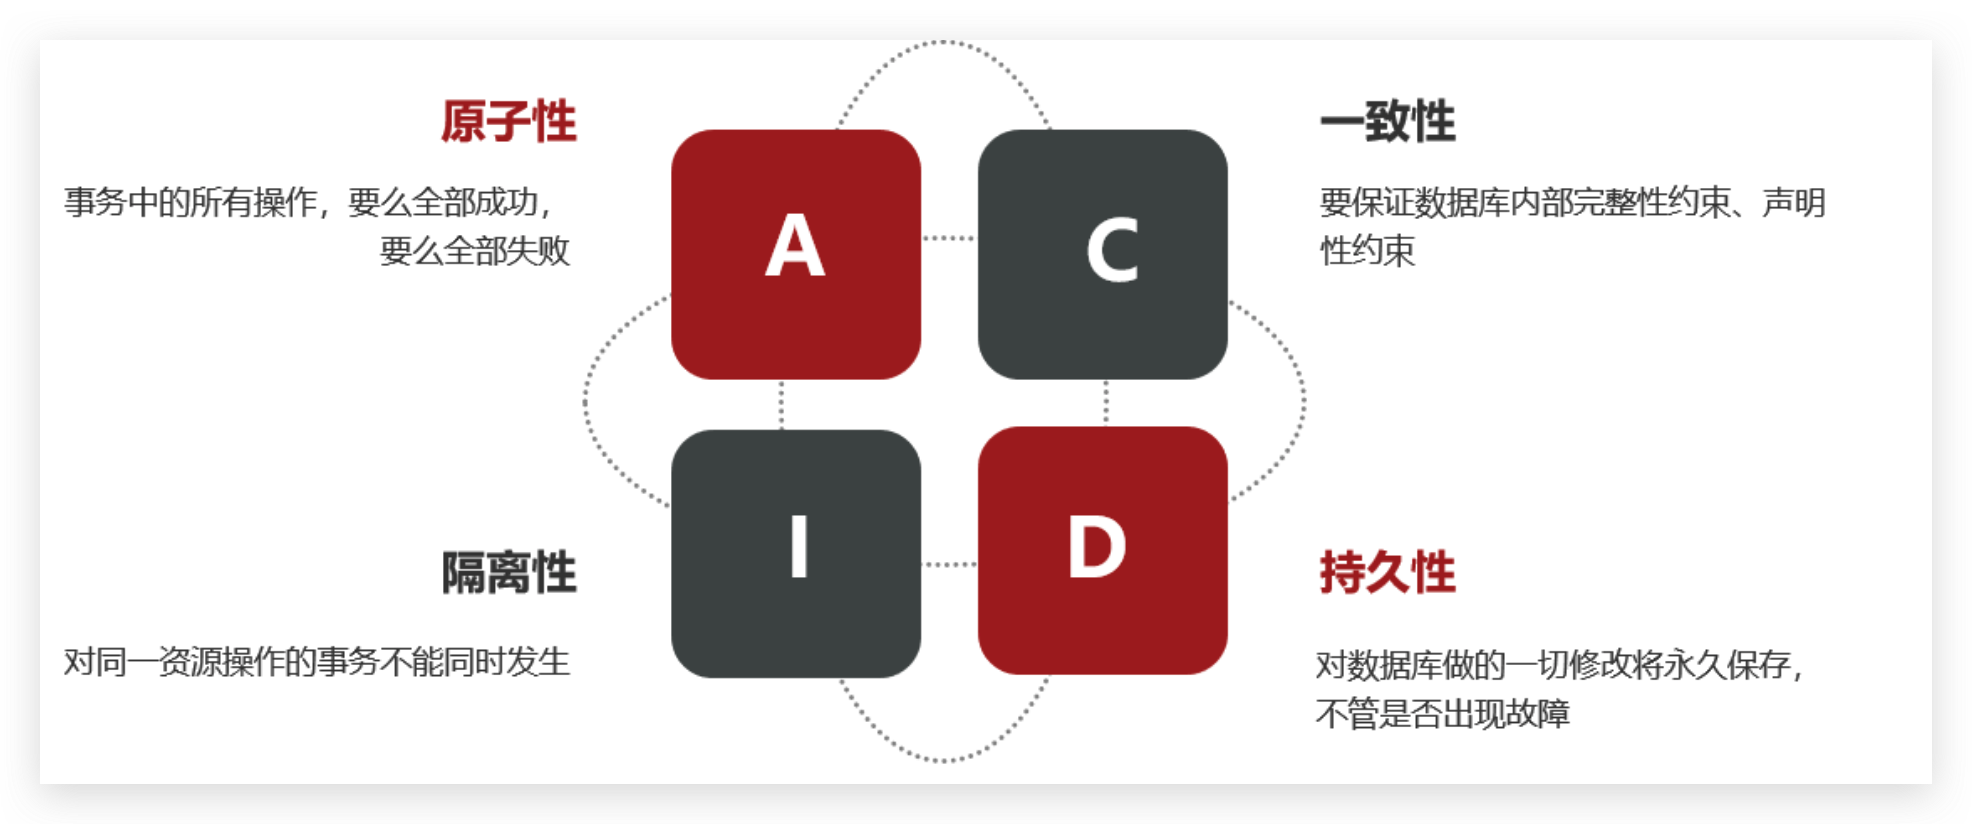 原子性
事务中的所有操作，要么全部成功，
要么全部失败
A
C
一致性
要保证数据库内部完整性约束、声明
性约束
隔离性
对同一资源操作的事务不能同时发生
I
D
持久性
对数据库做的一切修改将永久保存，
不管是否出现故障